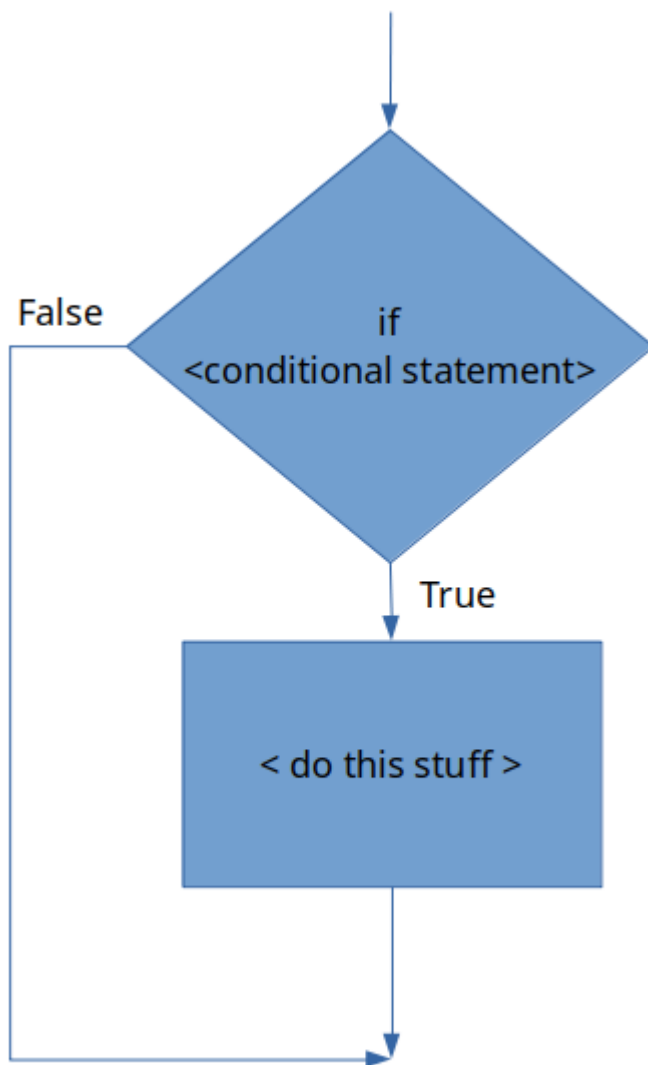 False
if
<conditional statement>
True
< do this stuff >